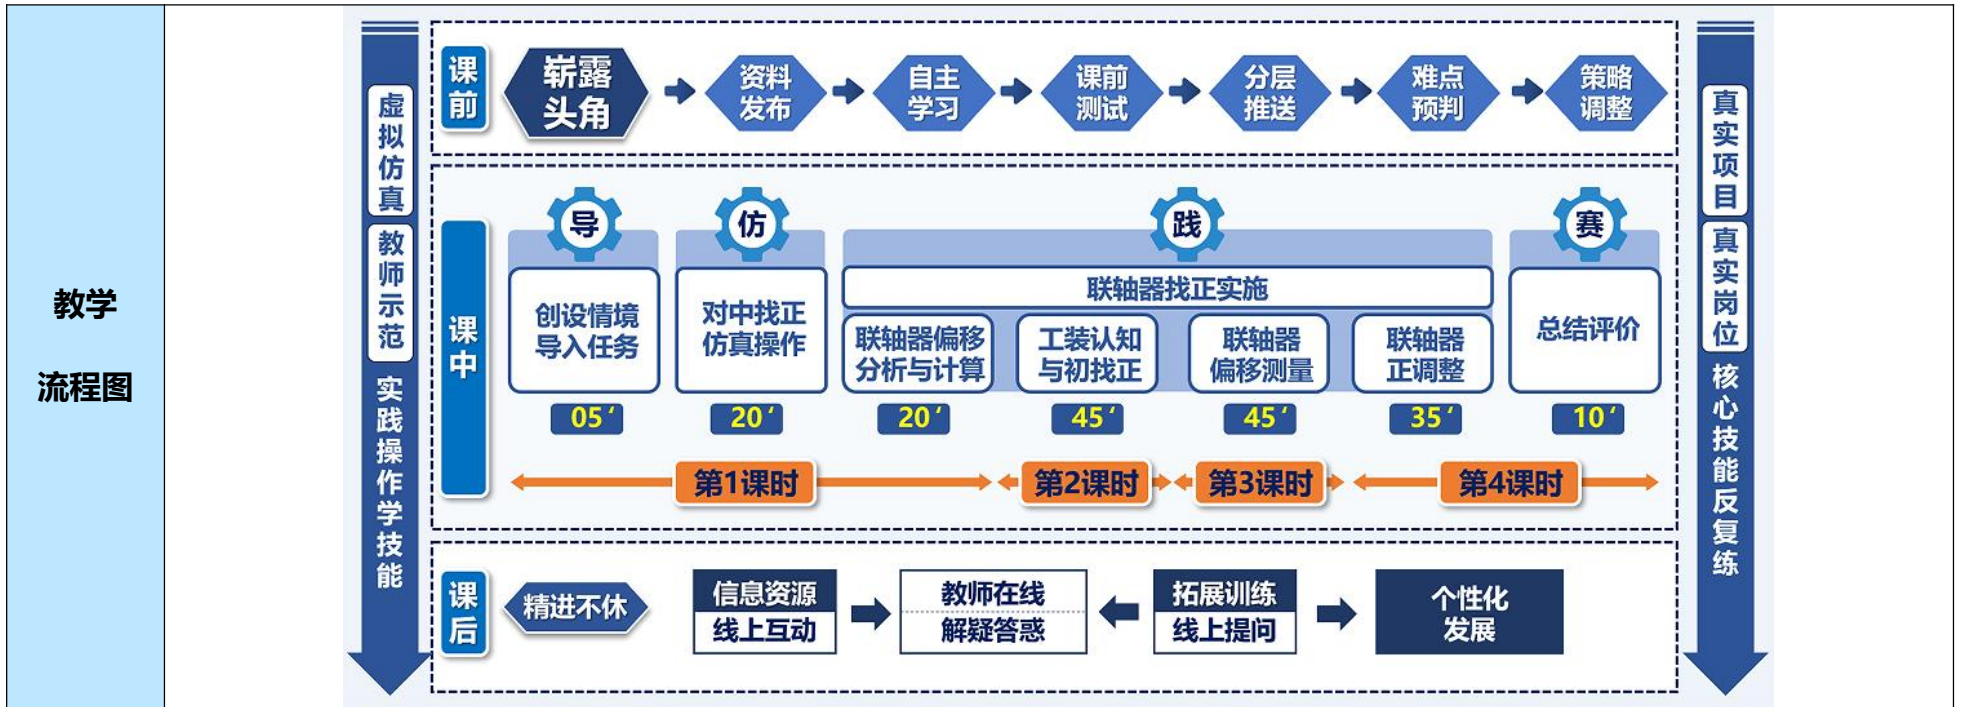 教学
流程图
虚拟仿真
教师示范
实践操作学技能
课前
崭露
头角
资料
发布
自主
学习
课前
测试
分层
推送
难点
预判
策略
调整
课中
导
创设情境
导入任务
05‘
仿
对中找正
仿真操作
20‘
践
联轴器找正实施
联轴器偏移
分析与计算
20‘
工装认知
与初找正
45‘
联轴器
偏移测量
45‘
联轴器
正调整
35‘
赛
总结评价
10‘
第1课时
第2课时
第3课时
第4课时
课后
精进不休
信息资源
线上互动
教师在线
解疑答惑
拓展训练
线上提问
个性化
发展
真实项目
真实岗位
核心技能反复练